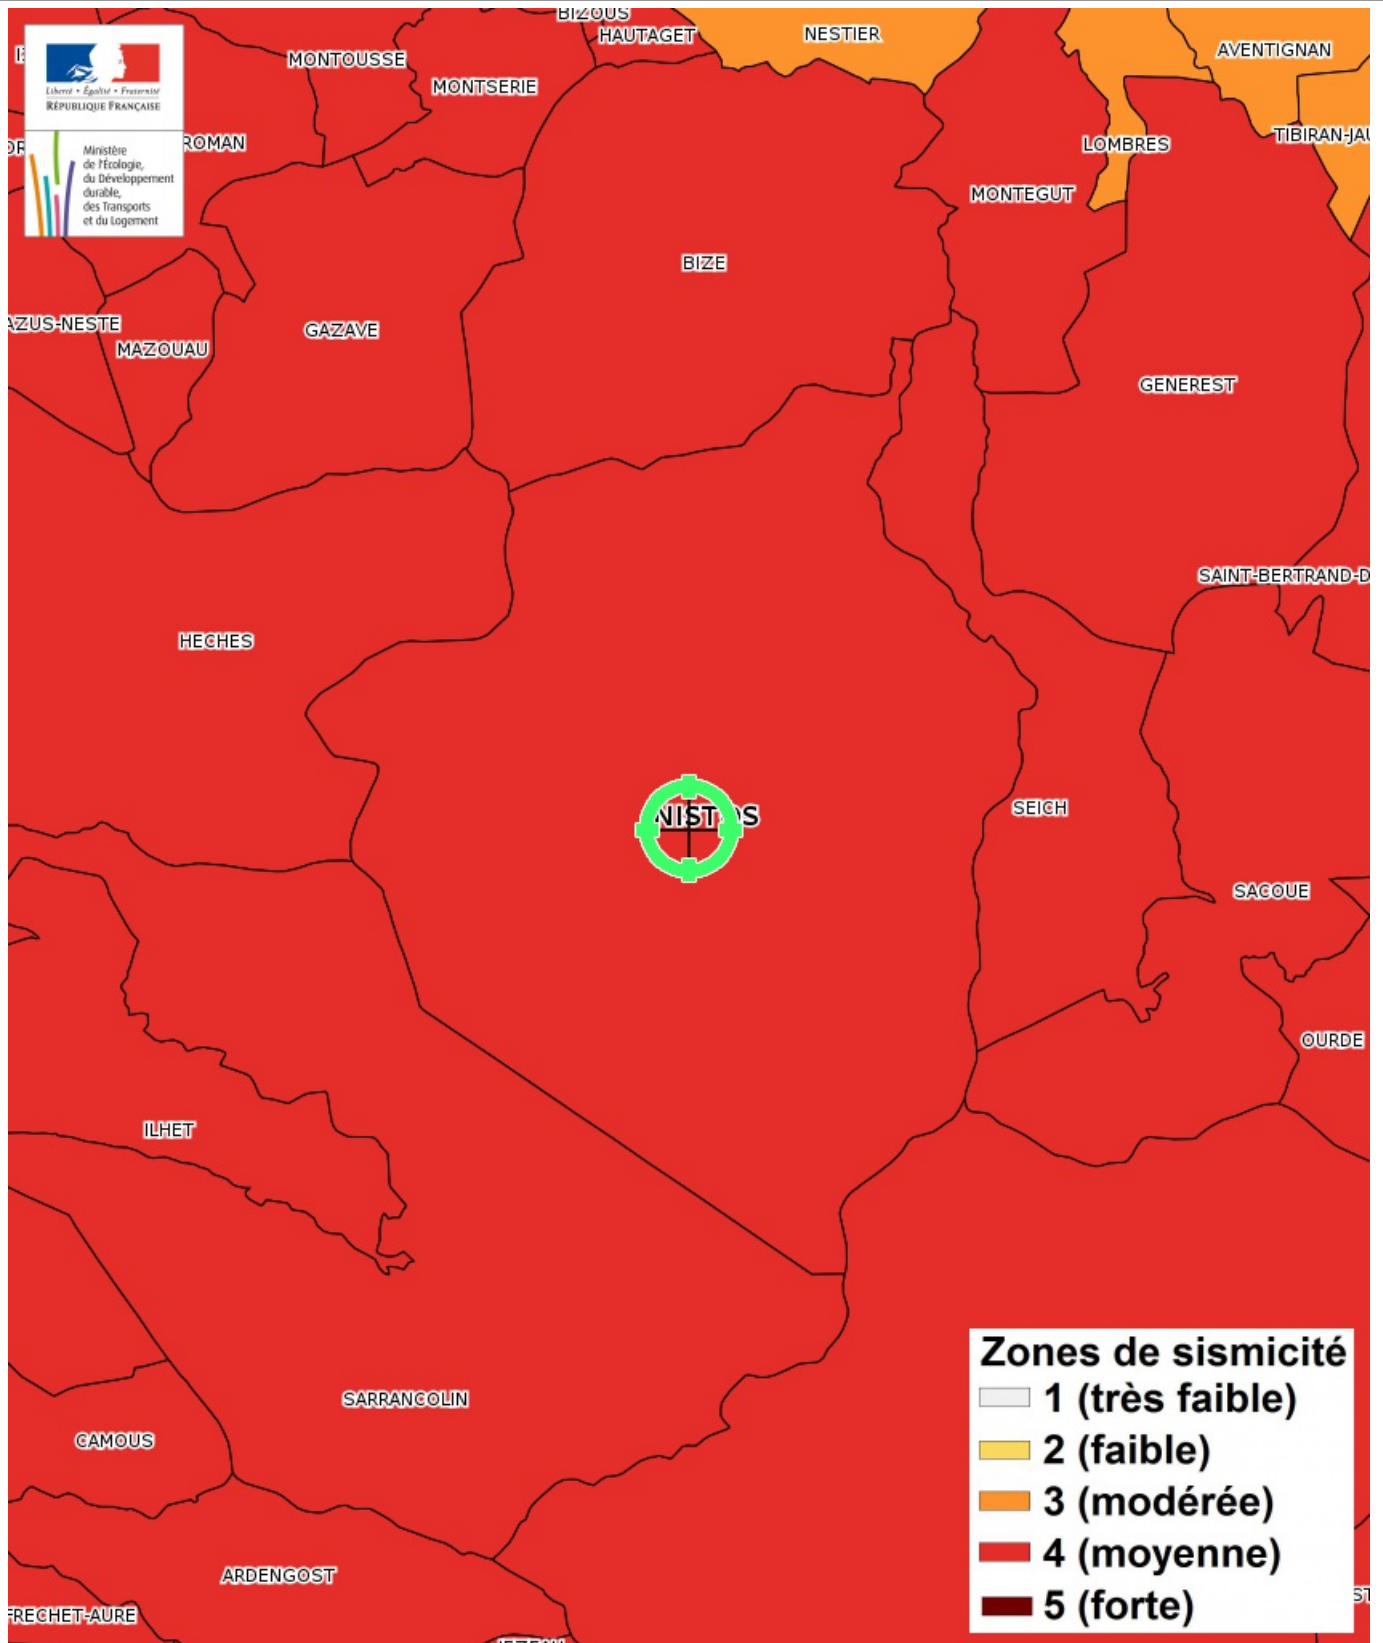 BIZOUS
HAUTAGET
NESTIER
AVENTIGNAN
MONTOUSSE
MONTSERIE
Liberté • Égalité • Fraternité
RÉPUBLIQUE FRANÇAISE
ROMAN
LOMBRES
TIBIRAN-JAU
Ministère
de l'Écologie,
du Développement
durable,
des Transports
et du Logement
MONTEGUT
BIZE
AZUS-NESTE
MAZOUAU
GAZAVE
GENEREST
SAINT-BERTRAND-D
HECHES
NISTOS
SEICH
SACOUE
OURDE
ILHET
SARRANCOLIN
CAMOUS
ARDENGOST
FRECHET-AURE
Zones de sismicité
1 (très faible)
2 (faible)
3 (modérée)
4 (moyenne)
5 (forte)